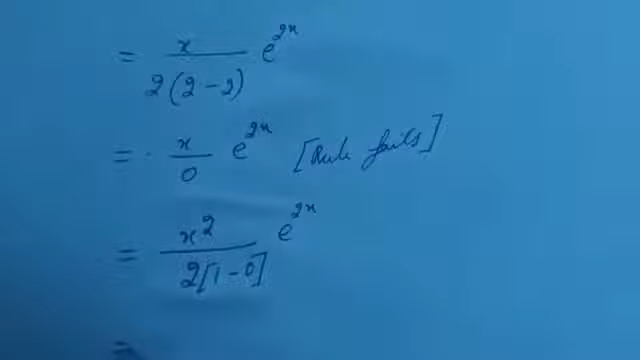 = x / 2(2-2) e^2x
= x / 0 e^2x [Rule fails]
= x^2 / 2[1-0] e^2x
=